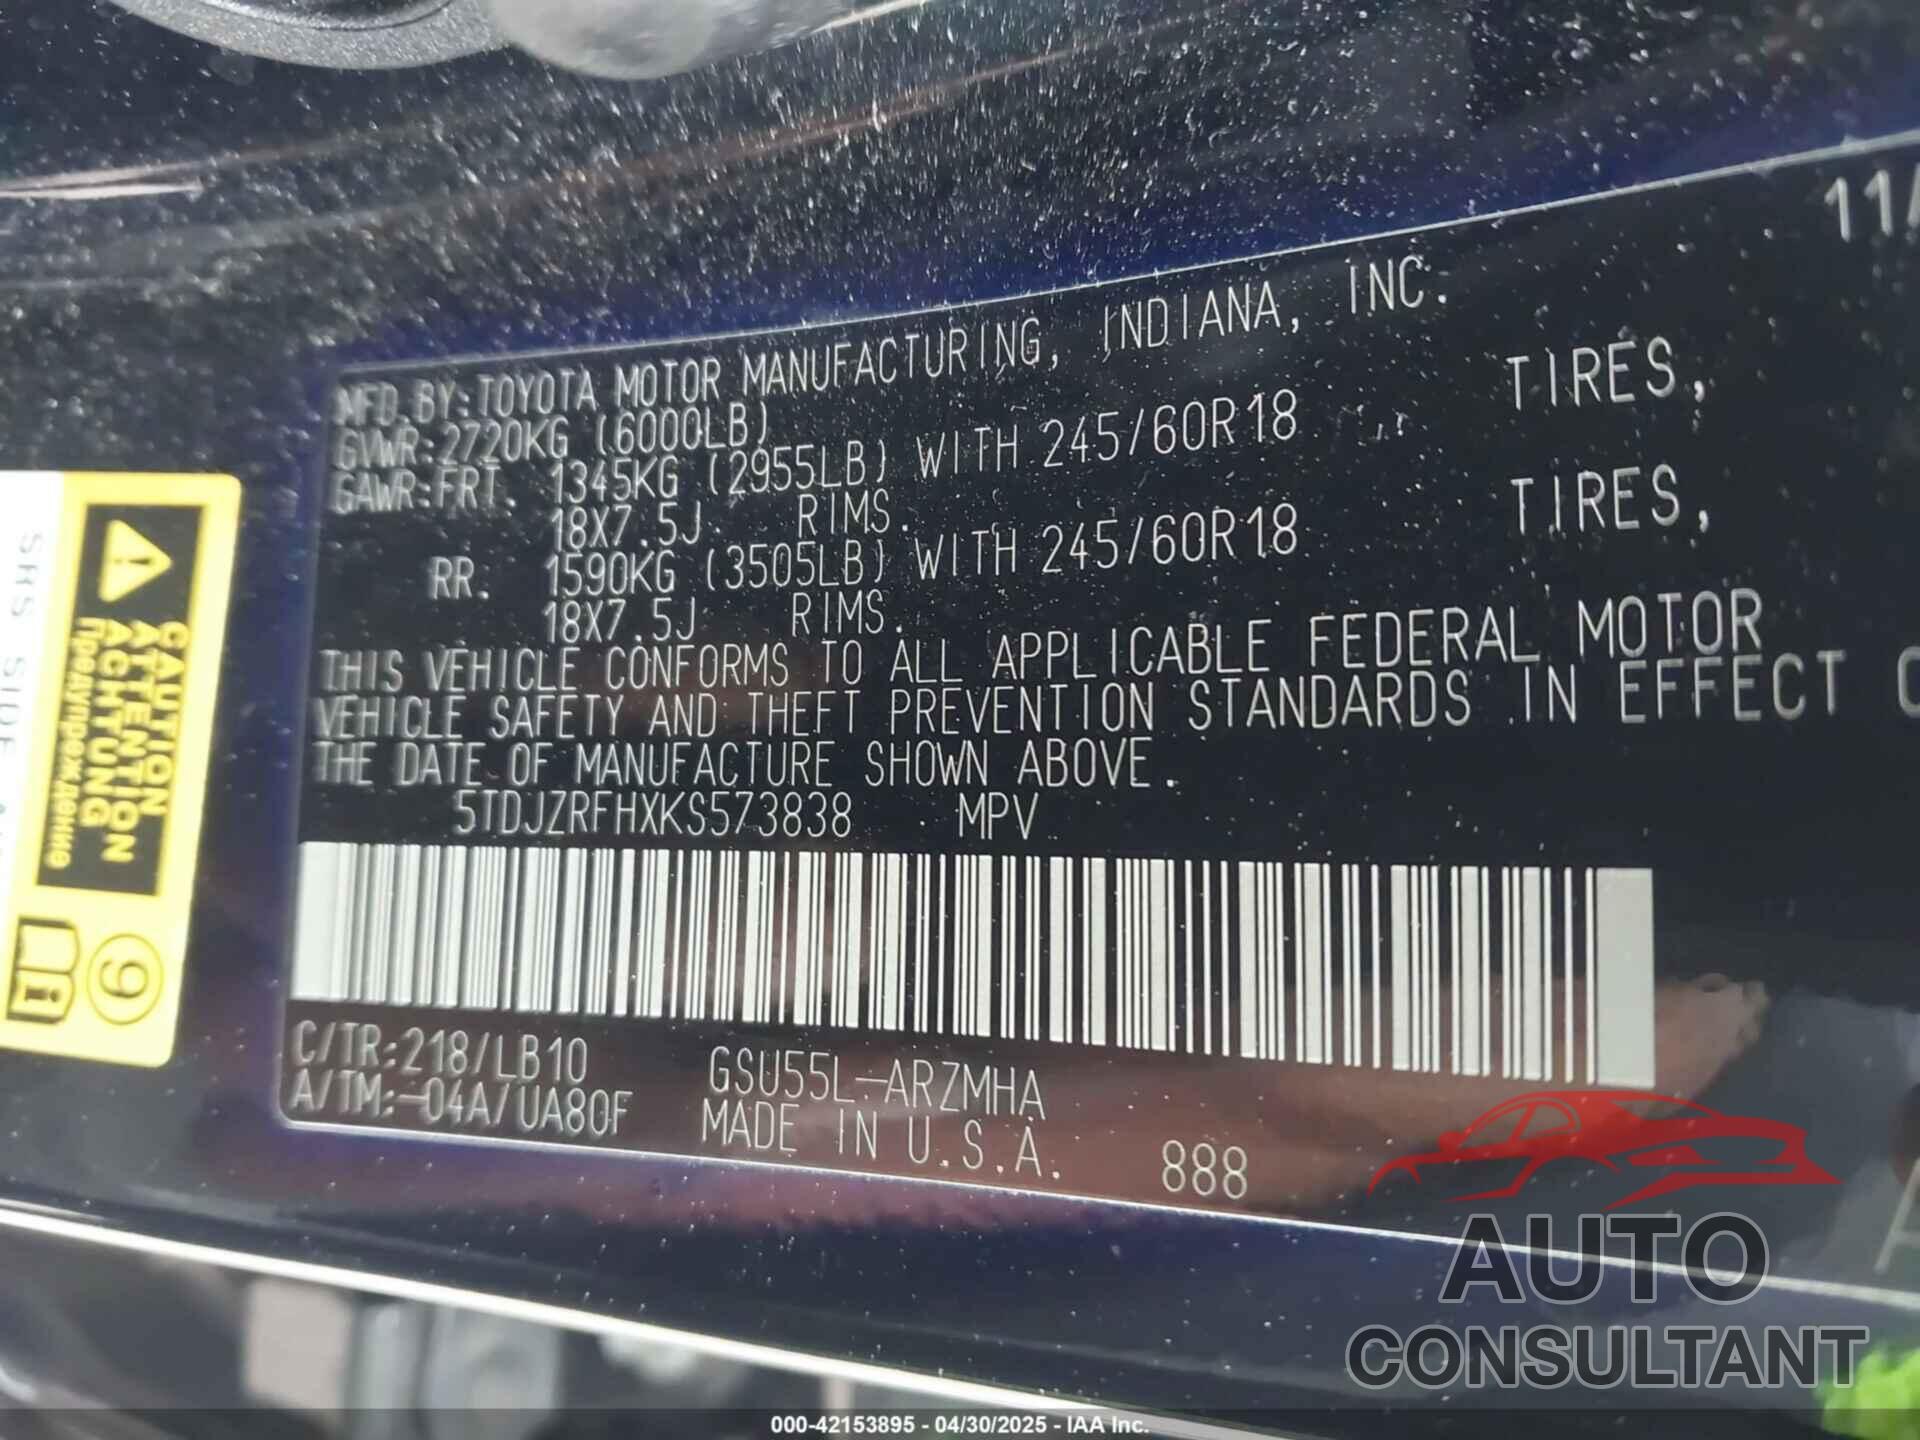 11/
MFD. BY: TOYOTA MOTOR MANUFACTURING, INDIANA, INC.
GVWR: 2720KG (6000LB)
GAWR: FRT. 1345KG (2955LB) WITH 245/60R18 TIRES,
18X7.5J RIMS.
RR. 1590KG (3505LB) WITH 245/60R18 TIRES,
18X7.5J RIMS.
THIS VEHICLE CONFORMS TO ALL APPLICABLE FEDERAL MOTOR
VEHICLE SAFETY AND THEFT PREVENTION STANDARDS IN EFFECT
THE DATE OF MANUFACTURE SHOWN ABOVE.
5TDJZRFHXKS573838 MPV
C/TR:218/LB10 GSU55L-ARZMHA
A/TM:-04A/UA80F MADE IN U.S.A. 888
CAUTION
ATTENTION
ACHTUNG
Предупреждение
SRS SIDE
9
i
AUTO
CONSULTANT
000-42153895 - 04/30/2025 - IAA Inc.